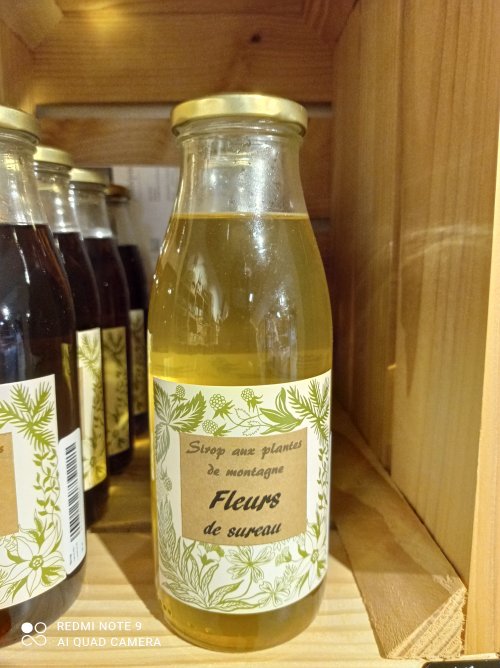 Sirop aux plantes
de montagne
Fleurs
de sureau
REDMI NOTE 9
AI QUAD CAMERA